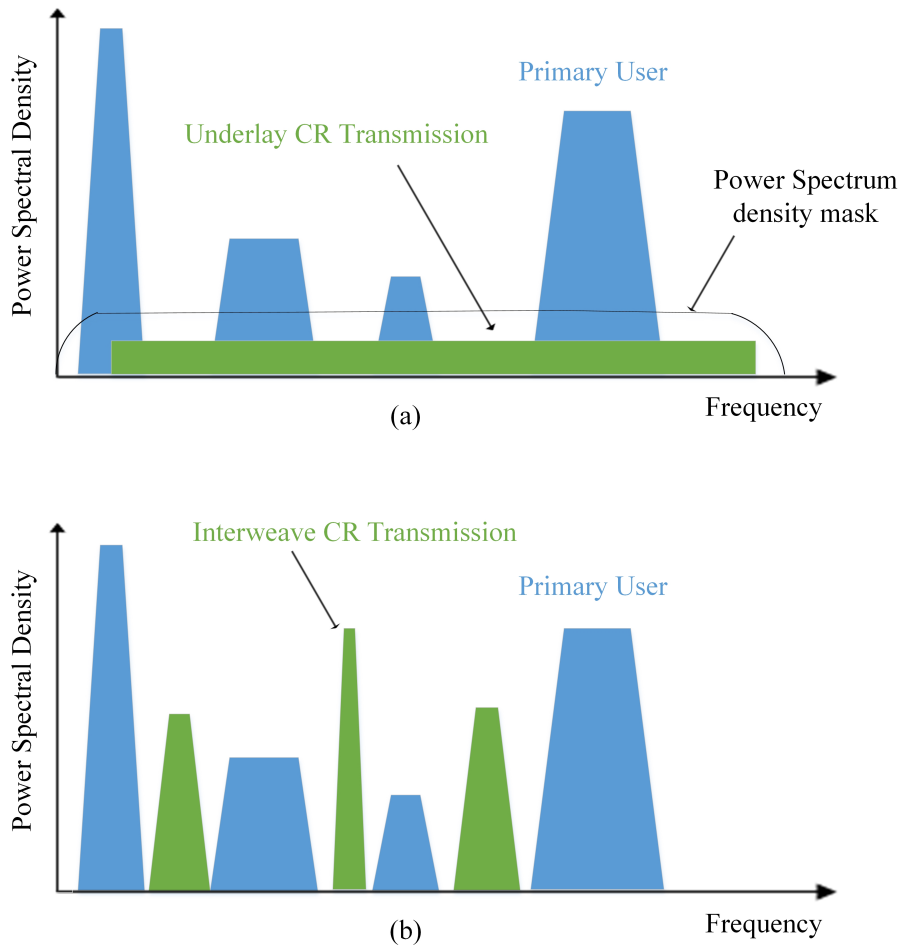 Primary User
Underlay CR Transmission
Power Spectrum
density mask
Power Spectral Density
Frequency
(a)
Interweave CR Transmission
Primary User
Power Spectral Density
Frequency
(b)